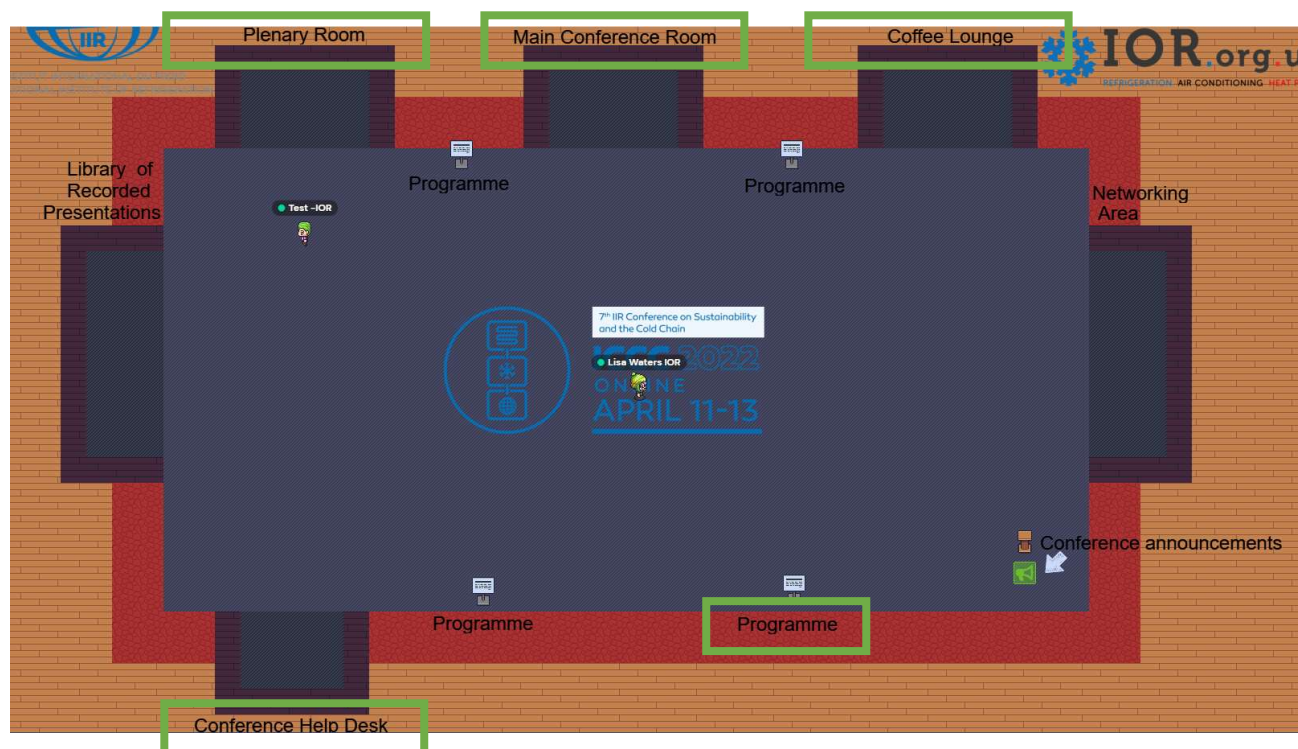 Plenary Room
Main Conference Room
Coffee Lounge
IIR
IOR.org.u
REFRIGERATION AIR CONDITIONING HEAT
Library of
Recorded
Presentations
Programme
Programme
Networking
Area
Test -IOR
7th IIR Conference on Sustainability
and the Cold Chain
2022
Lisa Waters IOR
ONLINE
APRIL 11-13
Conference announcements
Programme
Programme
Conference Help Desk